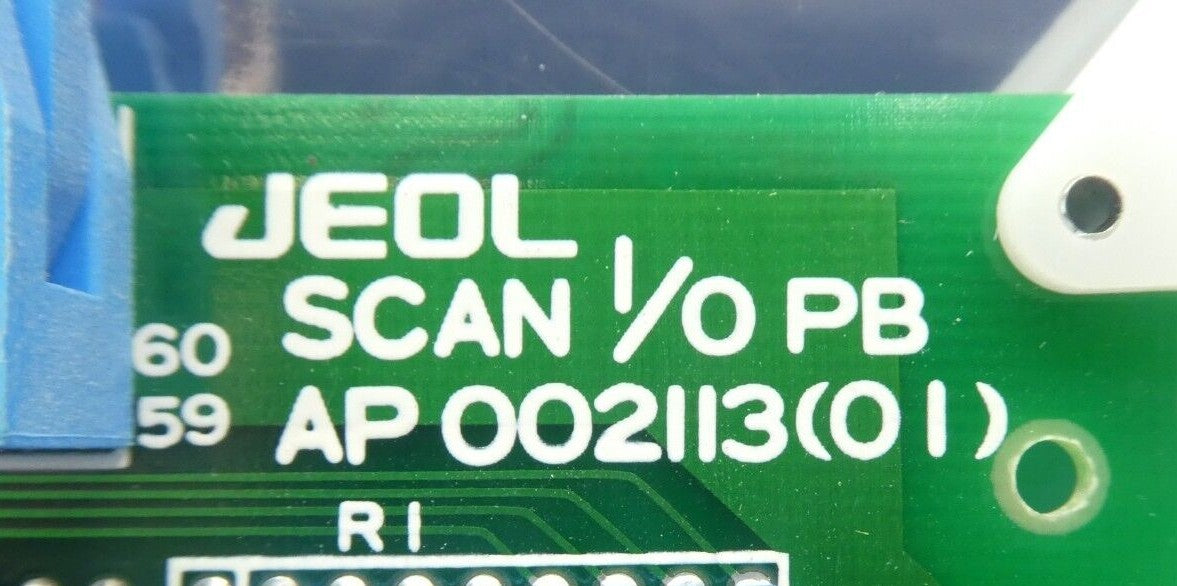 JEOL
SCAN I/O PB
60
59
AP 002113(01)
R1